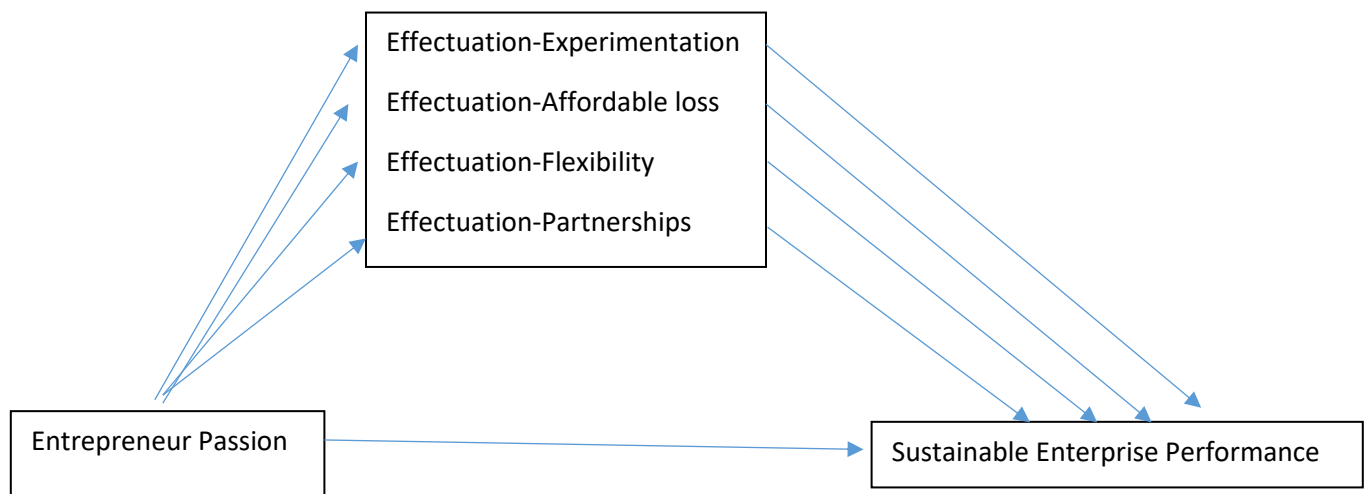 Effectuation-Experimentation
Effectuation-Affordable loss
Effectuation-Flexibility
Effectuation-Partnerships
Entrepreneur Passion
Sustainable Enterprise Performance